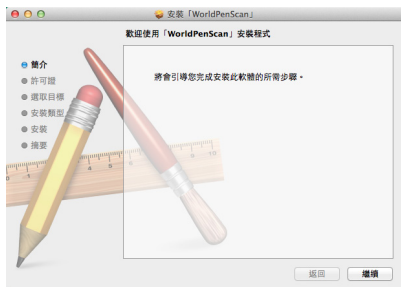 安裝「WorldPenScan」
歡迎使用「WorldPenScan」安裝程式
簡介
許可證
選取目標
安裝類型
安裝
摘要
將會引導您完成安裝此軟體的所需步驟。
返回
繼續